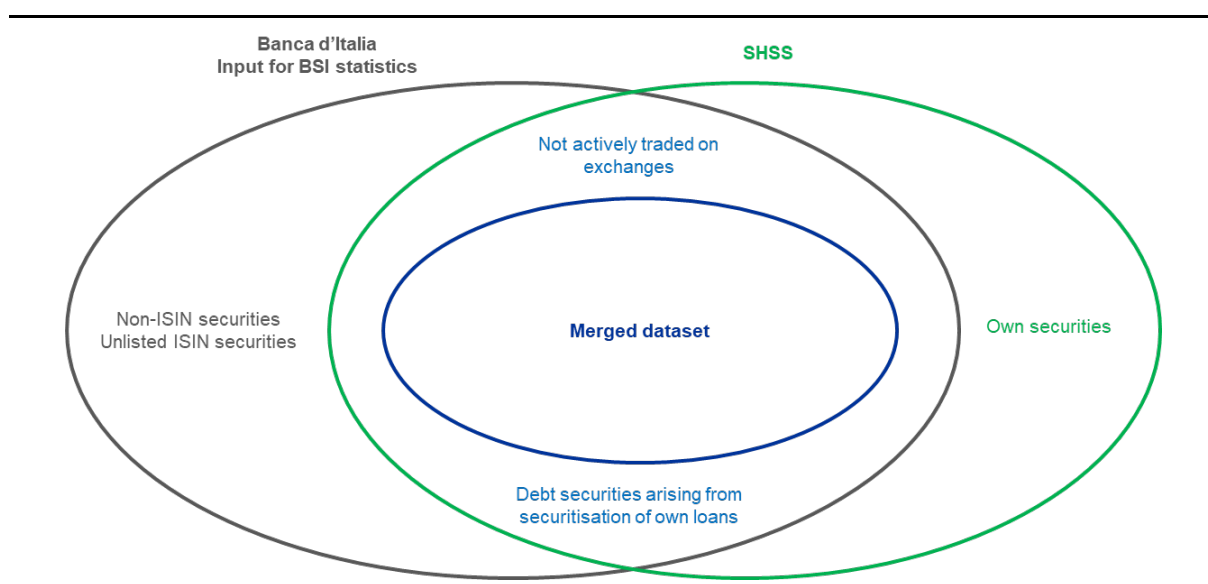 Banca d’Italia
Input for BSI statistics
SHSS
Not actively traded on
exchanges
Non-ISIN securities
Unlisted ISIN securities
Merged dataset
Own securities
Debt securities arising from
securitisation of own loans